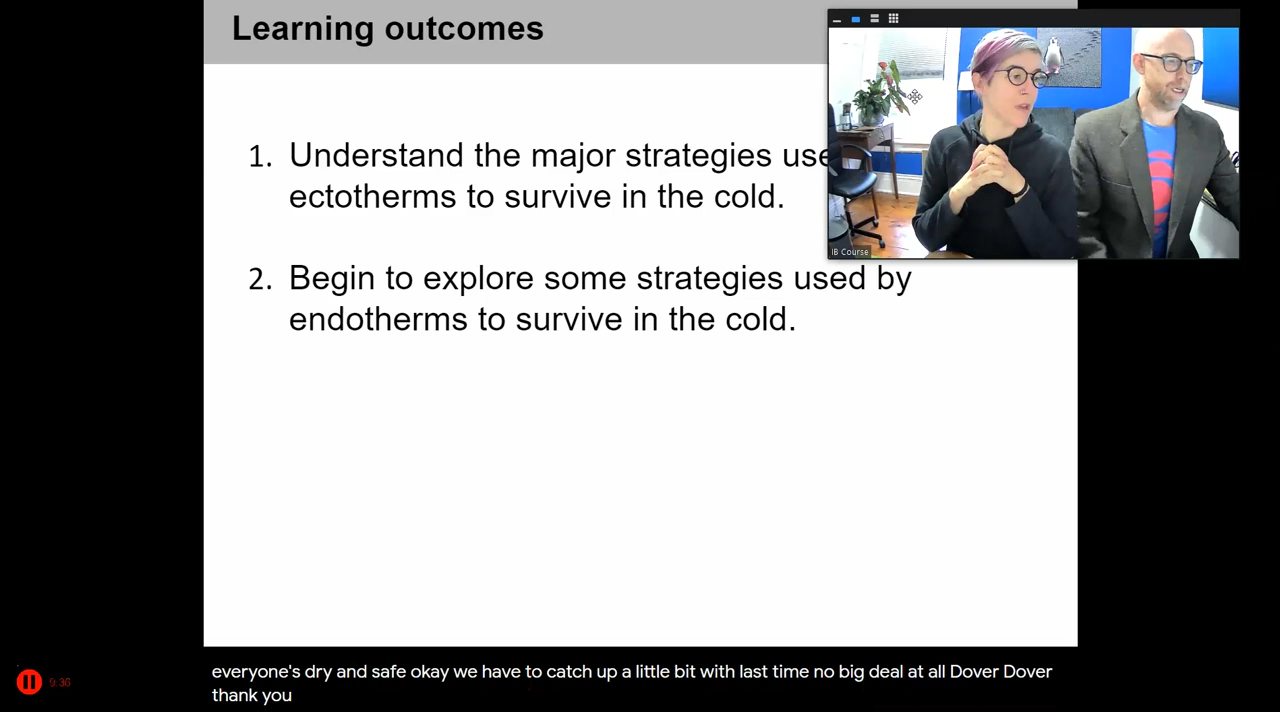 Learning outcomes
1. Understand the major strategies use
ectotherms to survive in the cold.
2. Begin to explore some strategies used by
endotherms to survive in the cold.
IB Course
everyone's dry and safe okay we have to catch up a little bit with last time no big deal at all Dover Dover
thank you
9:36